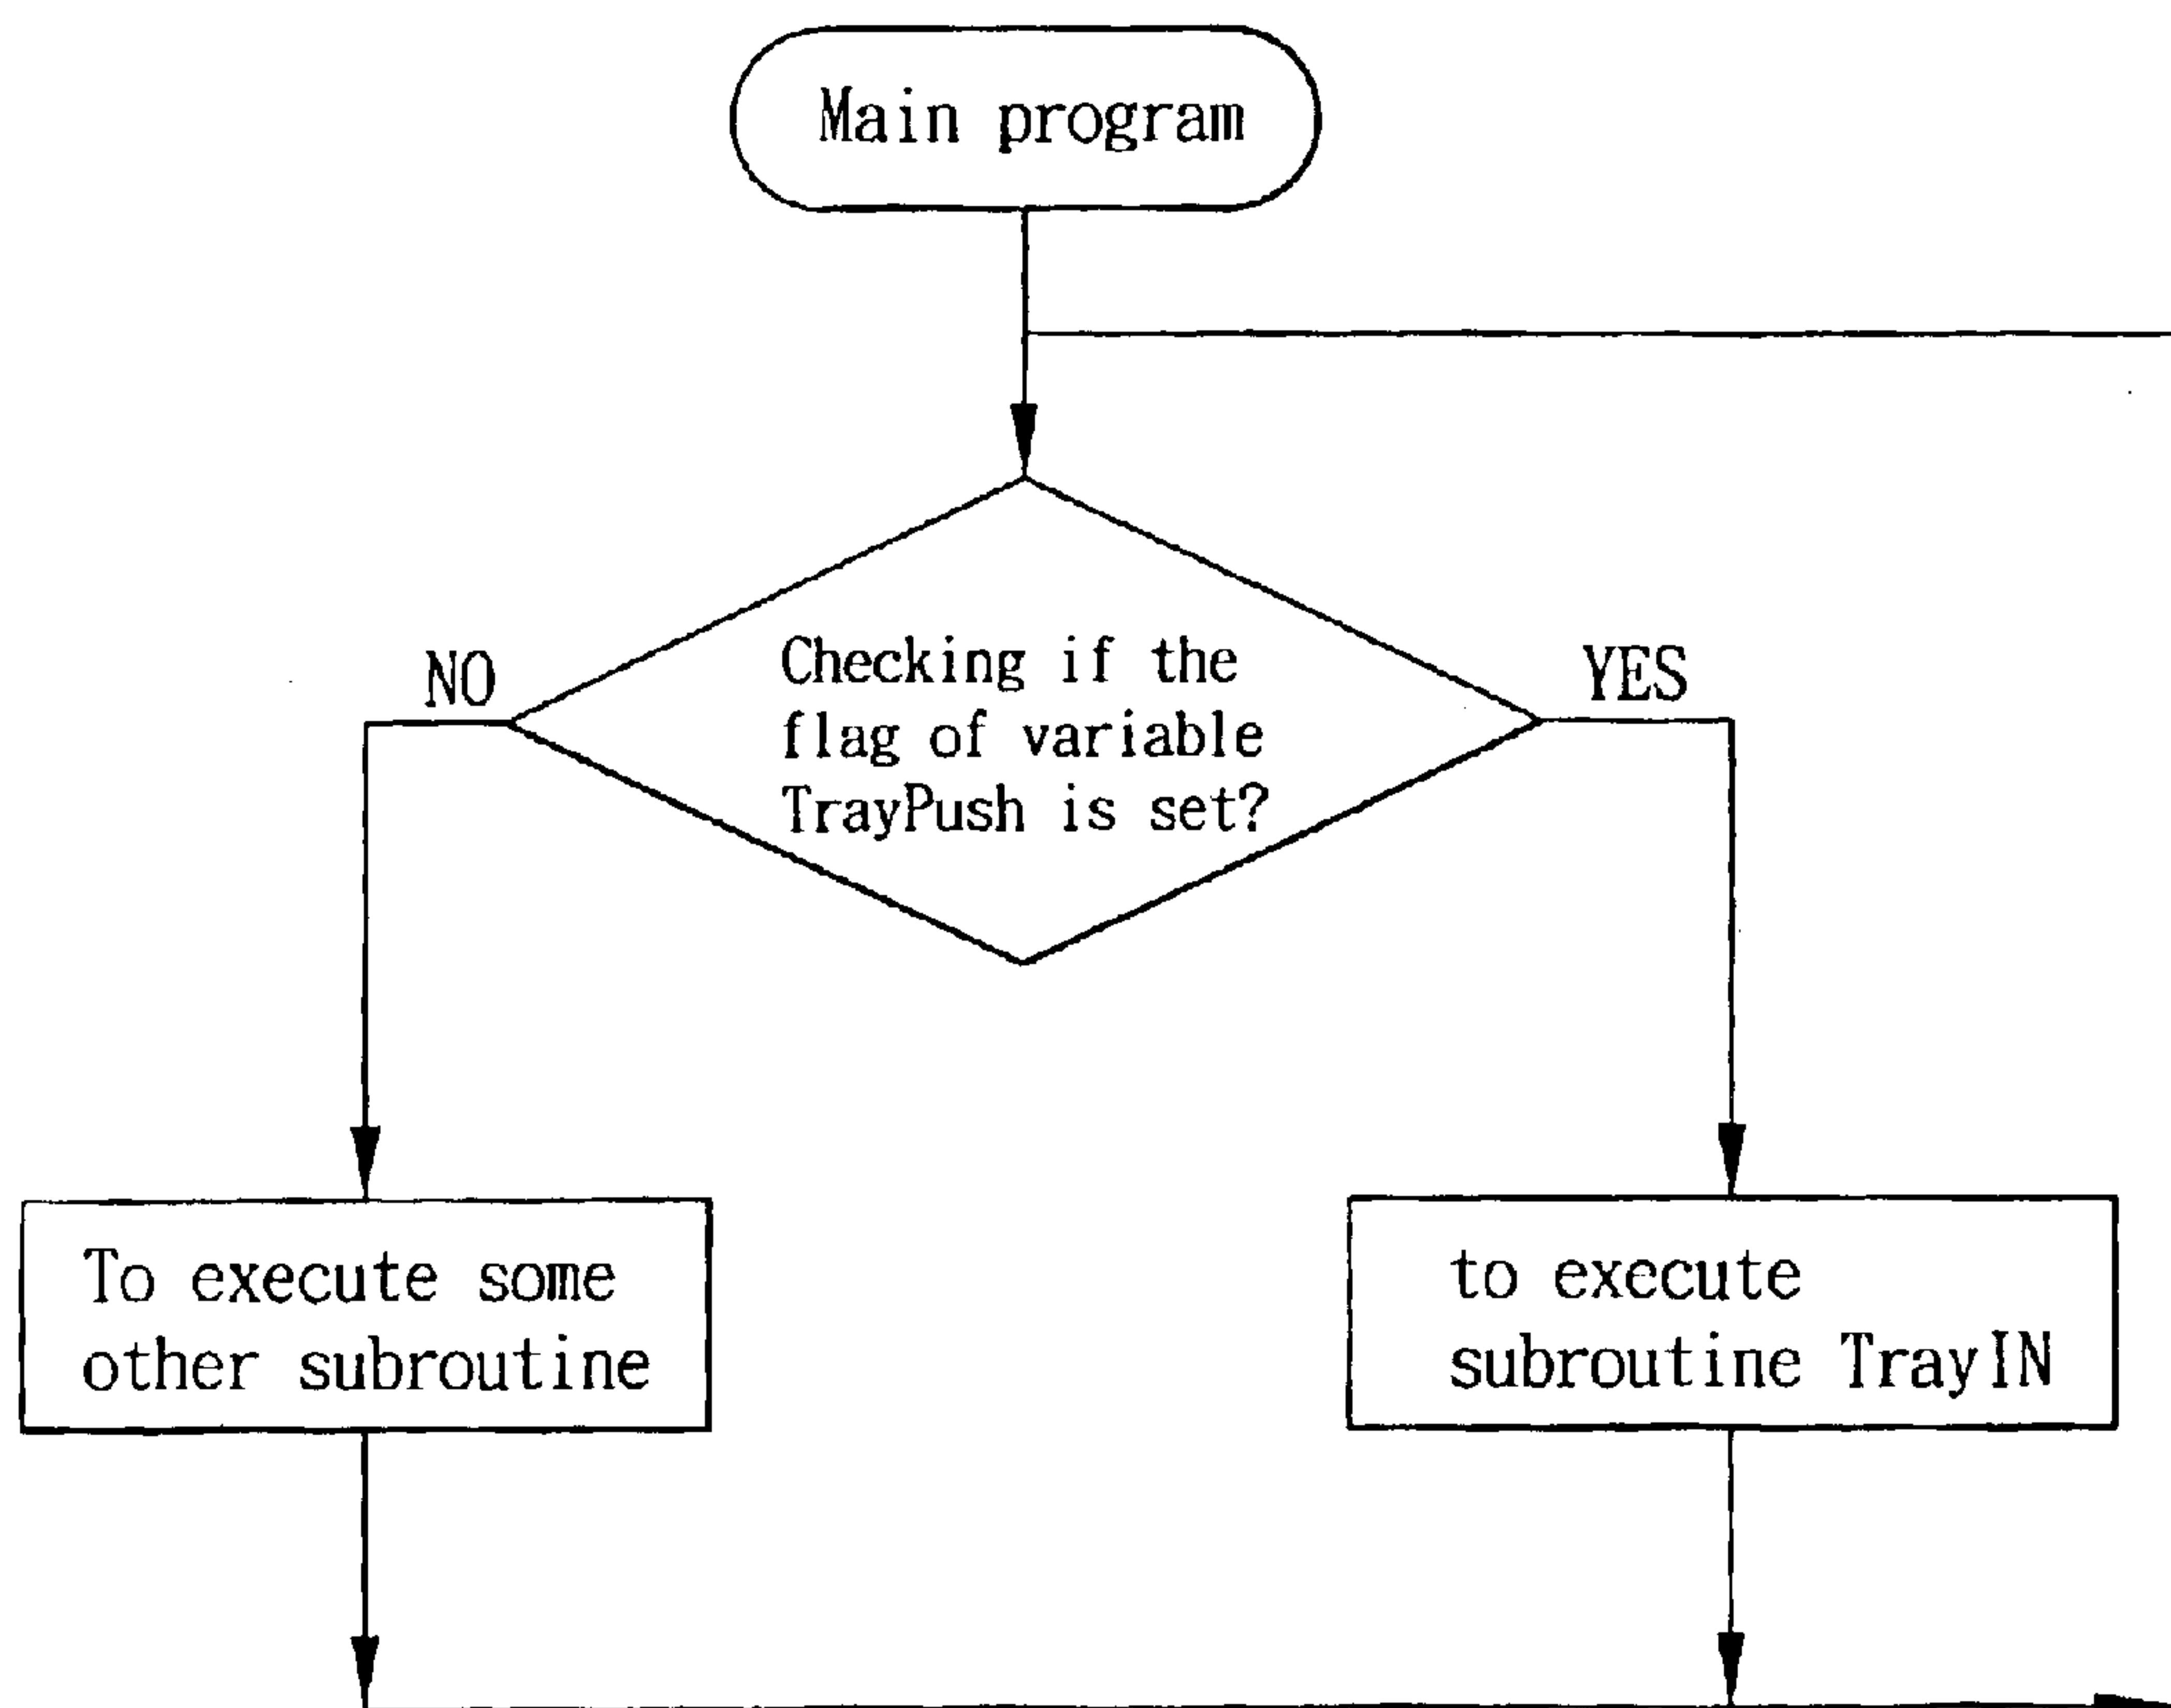 Main program
NO
YES
Checking if the
flag of variable
TrayPush is set?
To execute some
other subroutine
to execute
subroutine TrayIN